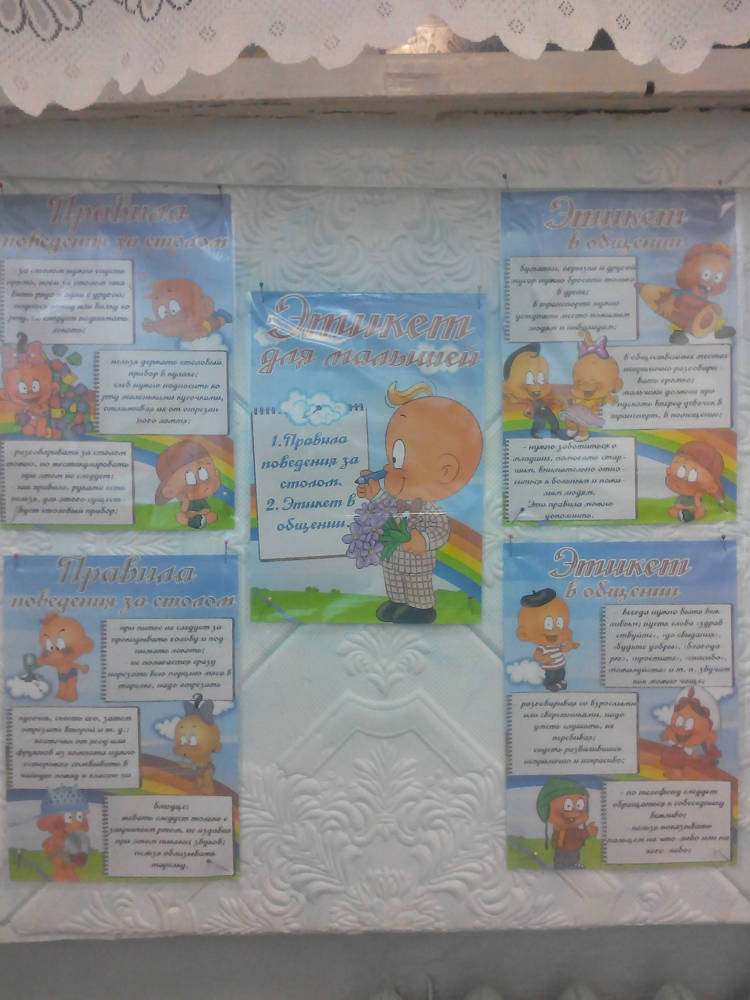 Правила
поведения за столом
за столом нужно сидеть
прямо, ноги за столом ста-
вить рядом одна с другой;
поднося ложку или вилку ко
рту, не следует поднимать
локоть;
- нельзя держать столовый
прибор в кулаке;
- хлеб нужно подносить ко
рту маленькими кусочками,
отламывая их от отрезан-
ного ломтя;
разговаривать за столом
можно, но жестикулировать
при этом не следует;
- как правило, руками есть
нельзя, для этого сущест-
вует столовый прибор;
Этикет
для малышей
1. Правила
поведения за
столом.
2. Этикет в
общении.
Этикет
в общении
бумажки, огрызки и другой
мусор нужно бросать только
в урны;
в транспорте нужно
уступать место пожилым
людям и инвалидам;
- в общественных местах
неприлично разговари-
вать громко;
- мальчики должны про-
пускать вперед девочек в
транспорт, в помещение;
- нужно заботиться о
младших, помогать стар-
шим, внимательно отно-
ситься к больным и пожи-
лым людям.
Эти правила можно
дополнить.
Правила
поведения за столом
при питье не следует за-
прокидывать голову и под-
нимать локоть;
- не полагается сразу
нарезать всю порцию мяса в
тарелке, надо отрезать
кусочек, съесть его, затем
отрезать второй и т. д.;
косточки от ягод или
фруктов из компота нужно
осторожно сплевывать в
чайную ложку и класть на
блюдце;
- жевать следует только с
закрытым ртом, не издавая
при этом никаких звуков;
нельзя облизывать
тарелку.
Этикет
в общении
всегда нужно быть веж-
ливым; пусть слова «здрав-
ствуйте», «до свидания»,
«будьте добры», «благода-
рю», «простите», «спасибо»,
«пожалуйста» и т. п. звучат
как можно чаще;
разговаривая со взрослыми
или сверстниками, надо
уметь слушать, не
перебивая;
сидеть развалившись
неприлично и некрасиво;
- по телефону следует
обращаться к собеседнику
вежливо;
- нельзя показывать
пальцем на что-либо или на
кого-либо;